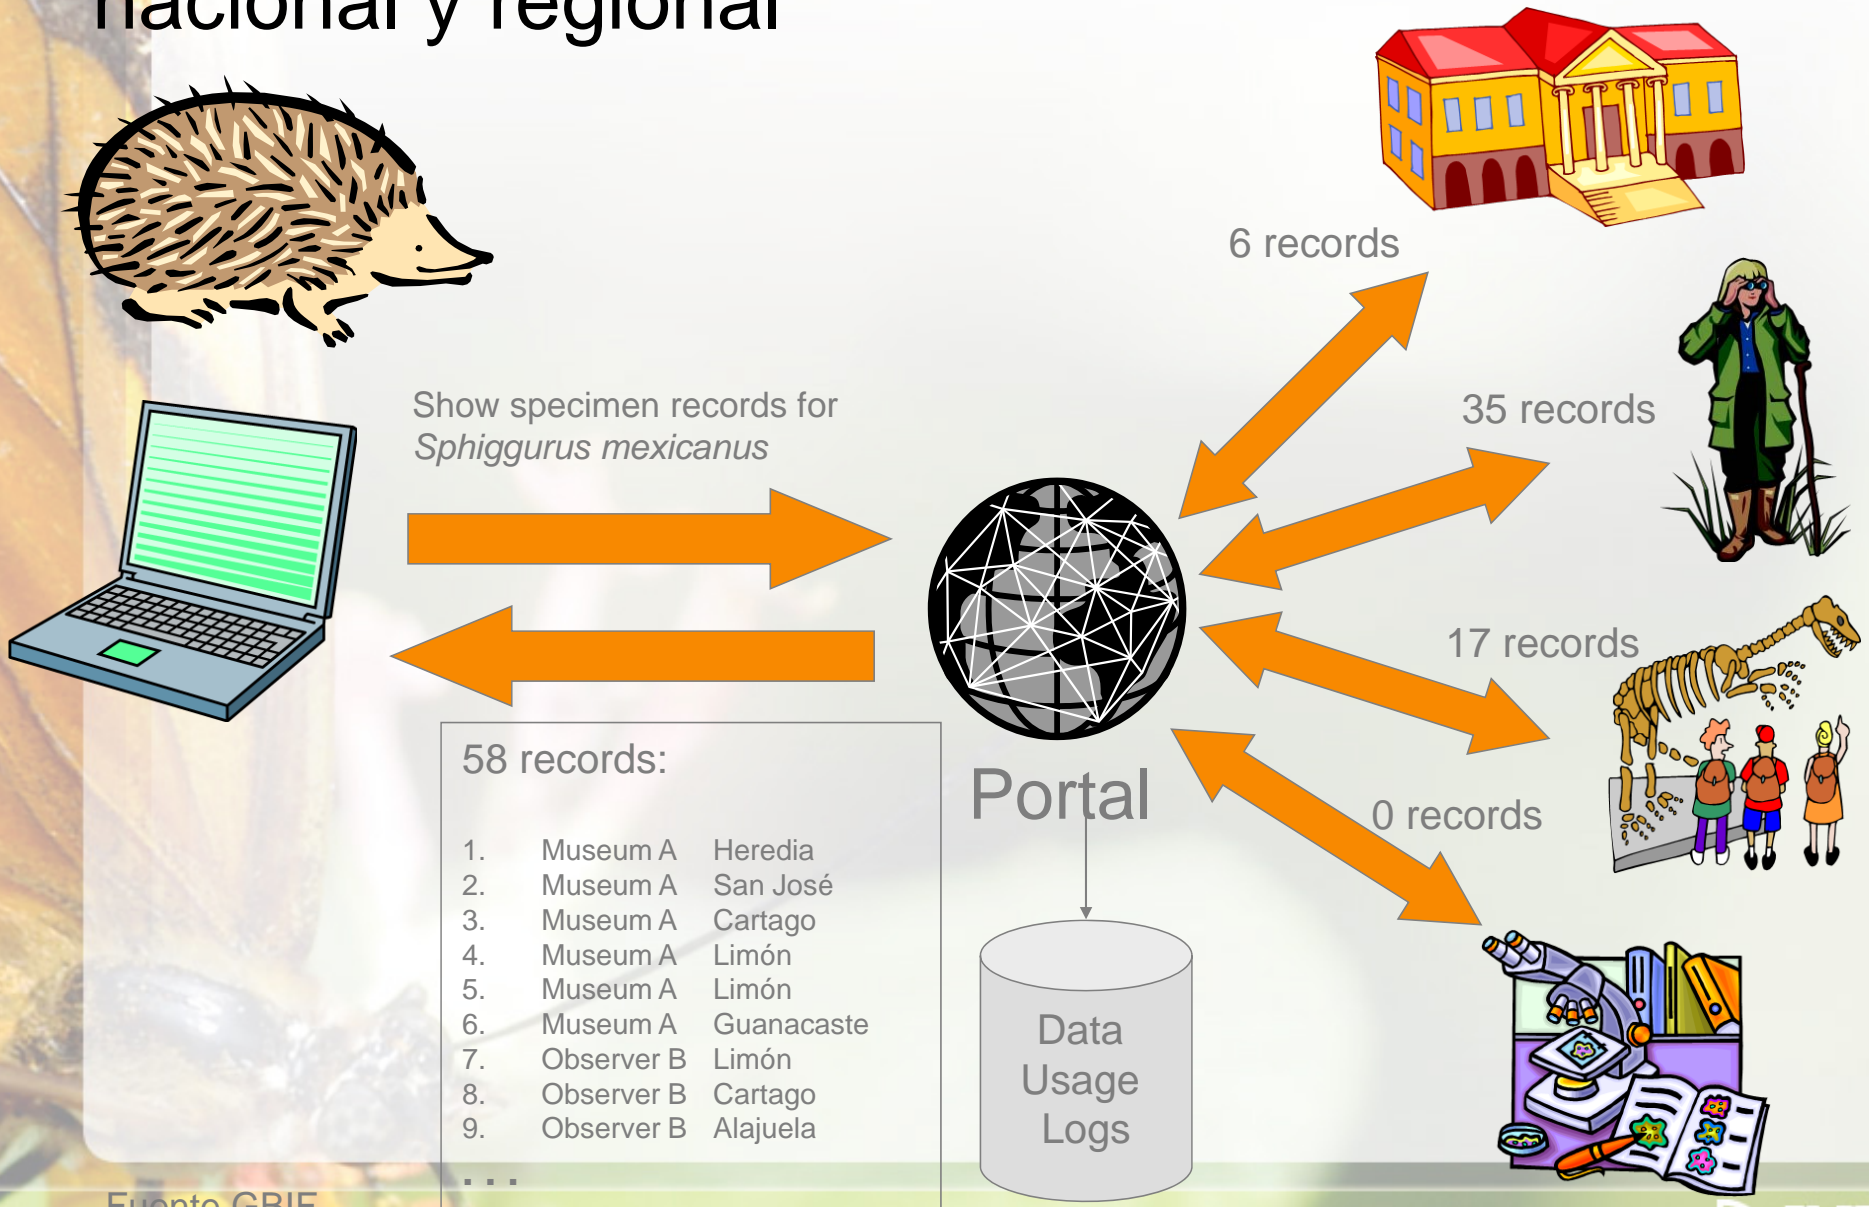 nacional y regional
6 records
35 records
Show specimen records for
Sphiggurus mexicanus
17 records
58 records:
Portal
0 records
1. Museum A Heredia
2. Museum A San José
3. Museum A Cartago
4. Museum A Limón
5. Museum A Limón
6. Museum A Guanacaste
7. Observer B Limón
8. Observer B Cartago
9. Observer B Alajuela
...
Data
Usage
Logs
Fuente GBIF